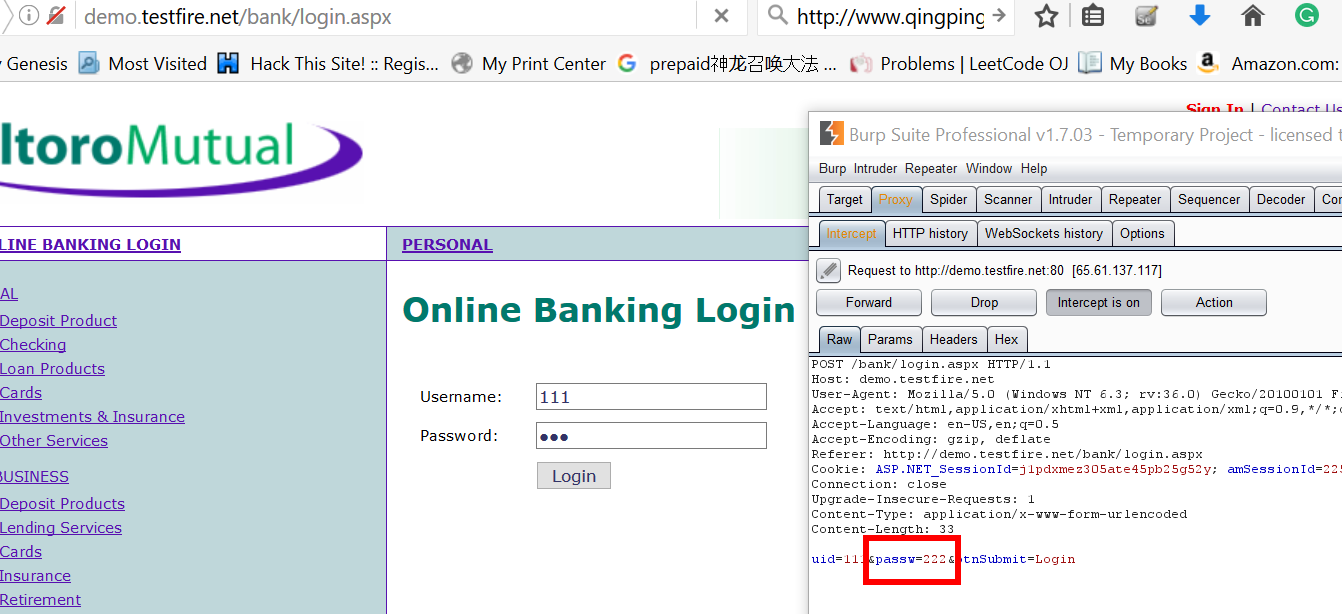 demo.testfire.net/bank/login.aspx
http://www.qingping
Genesis Most Visited Hack This Site! :: Regis... My Print Center prepaid神龙召唤大法 ... Problems | LeetCode OJ My Books Amazon.com:
Sign In | Contact Us
ltoroMutual
LINE BANKING LOGIN
PERSONAL
AL
Deposit Product
Checking
Loan Products
Cards
Investments & Insurance
Other Services
BUSINESS
Deposit Products
Lending Services
Cards
Insurance
Retirement
Online Banking Login
Username: 111
Password: •••
Login
Burp Suite Professional v1.7.03 - Temporary Project - licensed t
Burp Intruder Repeater Window Help
Target Proxy Spider Scanner Intruder Repeater Sequencer Decoder Co
Intercept HTTP history WebSockets history Options
Request to http://demo.testfire.net:80 [65.61.137.117]
Forward Drop Intercept is on Action
Raw Params Headers Hex
POST /bank/login.aspx HTTP/1.1
Host: demo.testfire.net
User-Agent: Mozilla/5.0 (Windows NT 6.3; rv:36.0) Gecko/20100101 Fi
Accept: text/html,application/xhtml+xml,application/xml;q=0.9,*/*;q
Accept-Language: en-US,en;q=0.5
Accept-Encoding: gzip, deflate
Referer: http://demo.testfire.net/bank/login.aspx
Cookie: ASP.NET_SessionId=j1pdxmez305ate45pb25g52y; amSessionId=225
Connection: close
Upgrade-Insecure-Requests: 1
Content-Type: application/x-www-form-urlencoded
Content-Length: 33
uid=111&passw=222&btnSubmit=Login